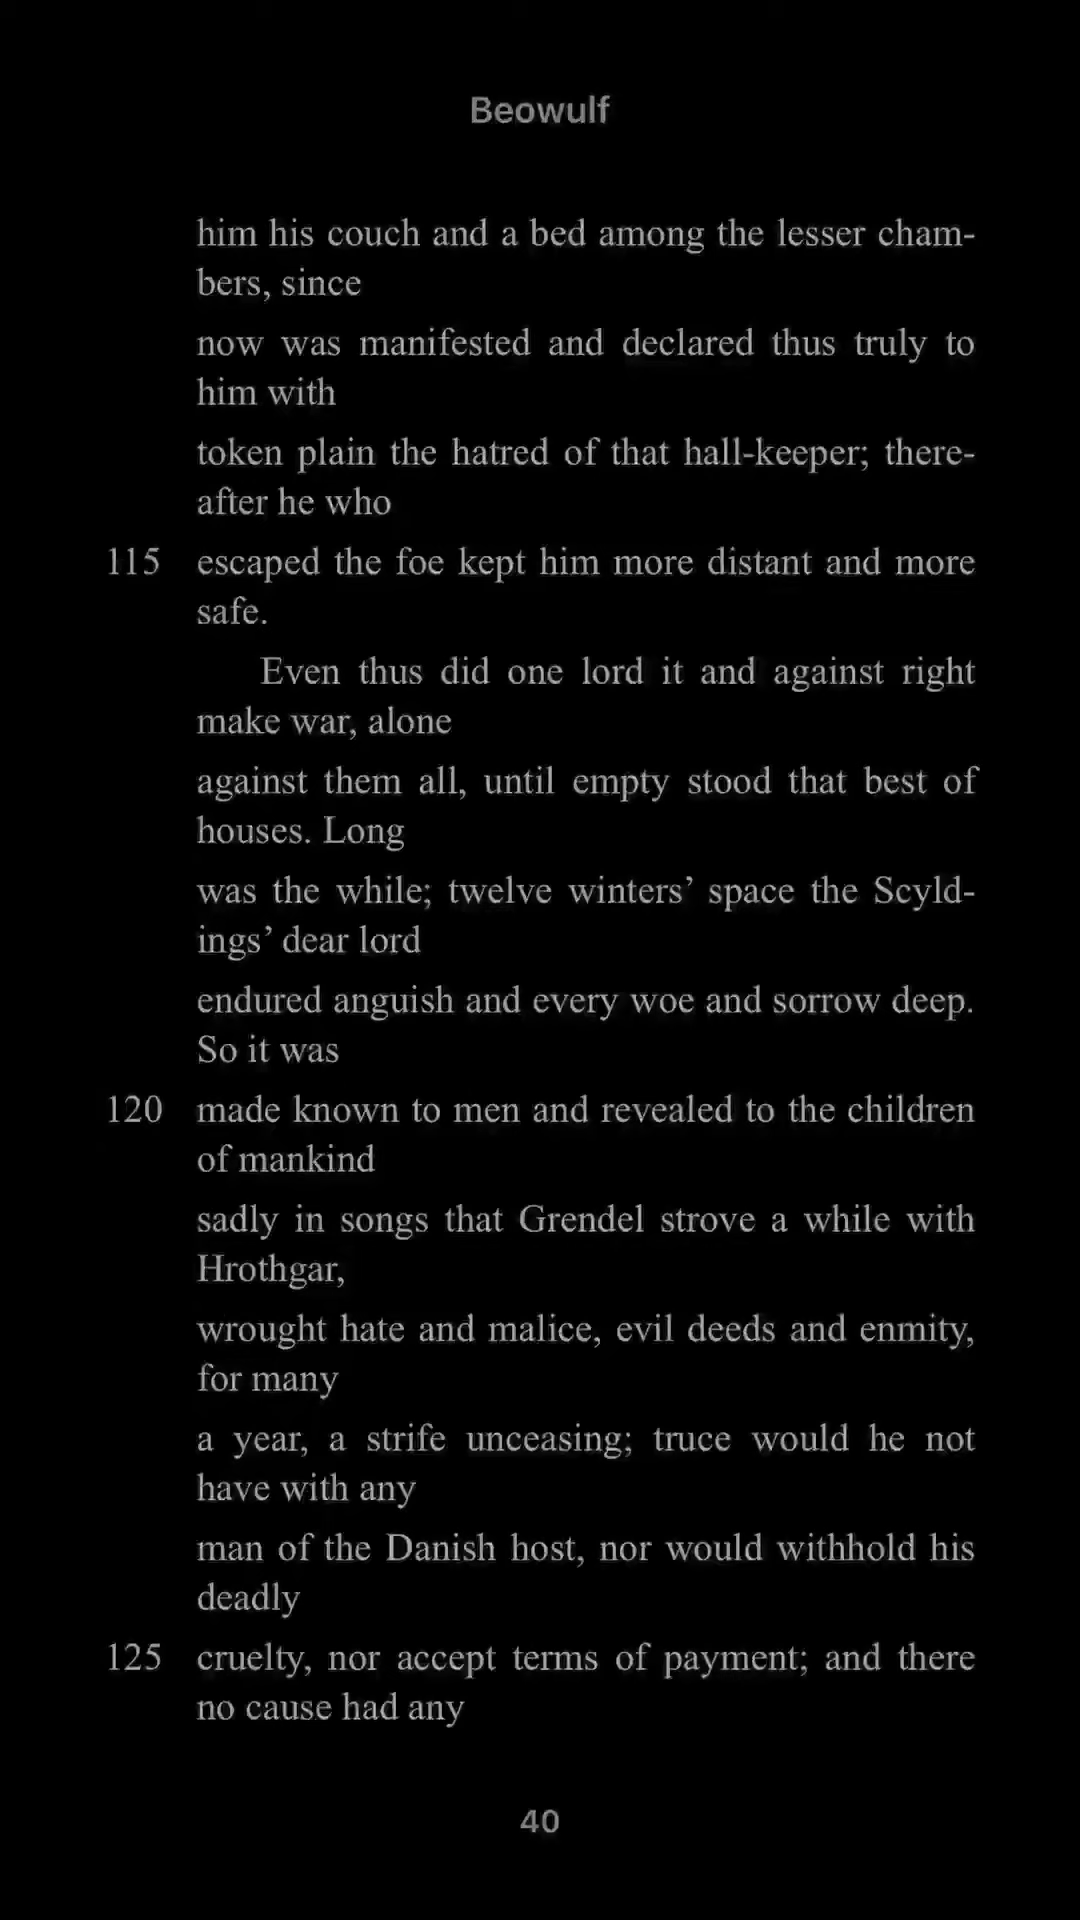 Beowulf
him his couch and a bed among the lesser cham-
bers, since
now was manifested and declared thus truly to
him with
token plain the hatred of that hall-keeper; there-
after he who
115 escaped the foe kept him more distant and more
safe.
Even thus did one lord it and against right
make war, alone
against them all, until empty stood that best of
houses. Long
was the while; twelve winters’ space the Scyld-
ings’ dear lord
endured anguish and every woe and sorrow deep.
So it was
120 made known to men and revealed to the children
of mankind
sadly in songs that Grendel strove a while with
Hrothgar,
wrought hate and malice, evil deeds and enmity,
for many
a year, a strife unceasing; truce would he not
have with any
man of the Danish host, nor would withhold his
deadly
125 cruelty, nor accept terms of payment; and there
no cause had any
40